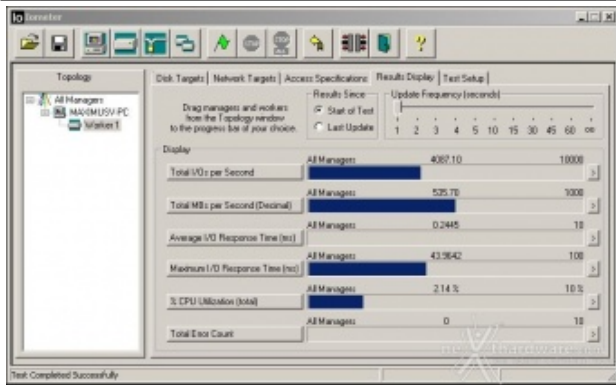 Iometer
Topology
All Managers
MAXIMUSV-PC
Worker 1
Disk Targets | Network Targets | Access Specifications | Results Display | Test Setup
Drag managers and workers
from the Topology window
to the progress bar of your choice.
Results Since
Start of Test
Last Update
Update Frequency (seconds)
1 2 3 4 5 10 15 30 45 60 oo
Display
Total I/Os per Second
All Managers 4087.10 10000
Total MBs per Second (Decimal)
All Managers 535.70 1000
Average I/O Response Time (ms)
All Managers 0.2445 10
Maximum I/O Response Time (ms)
All Managers 43.9642 100
% CPU Utilization (total)
All Managers 2.14 % 10 %
Total Error Count
All Managers 0 10
Test Completed Successfully